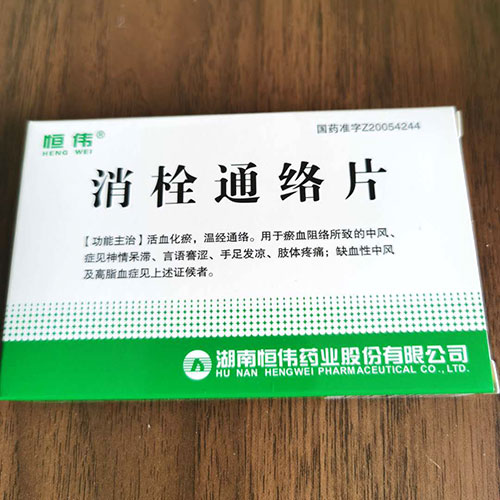 恒伟®
HENG WEI
国药准字Z20054244
消栓通络片
【功能主治】活血化瘀,温经通络。用于瘀血阻络所致的中风、
症见神情呆滞、言语謇涩、手足发凉、肢体疼痛;缺血性中风
及高脂血症见上述证候者。
湖南恒伟药业股份有限公司
HU NAN HENGWEI PHARMACEUTICAL CO.,LTD.